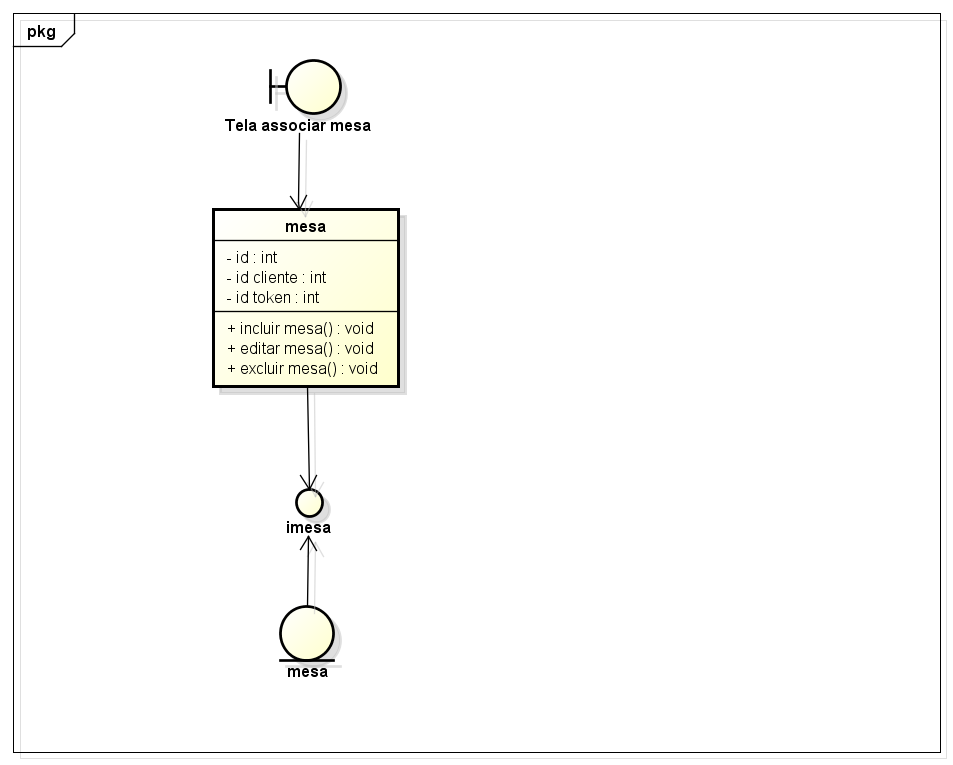 pkg
Tela associar mesa
mesa
- id : int
- id cliente : int
- id token : int
+ incluir mesa() : void
+ editar mesa() : void
+ excluir mesa() : void
imesa
mesa